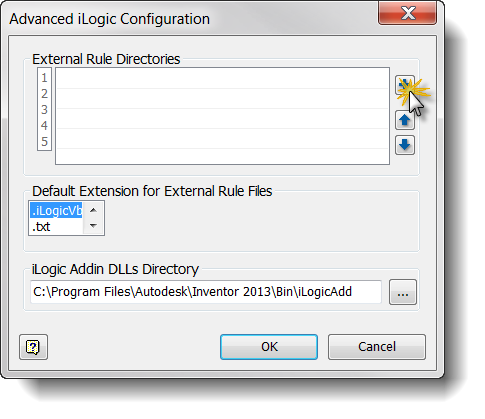 Advanced iLogic Configuration
External Rule Directories
1
2
3
4
5
Default Extension for External Rule Files
.iLogicVb
.txt
iLogic Addin DLLs Directory
C:\Program Files\Autodesk\Inventor 2013\Bin\iLogicAdd
...
?
OK
Cancel